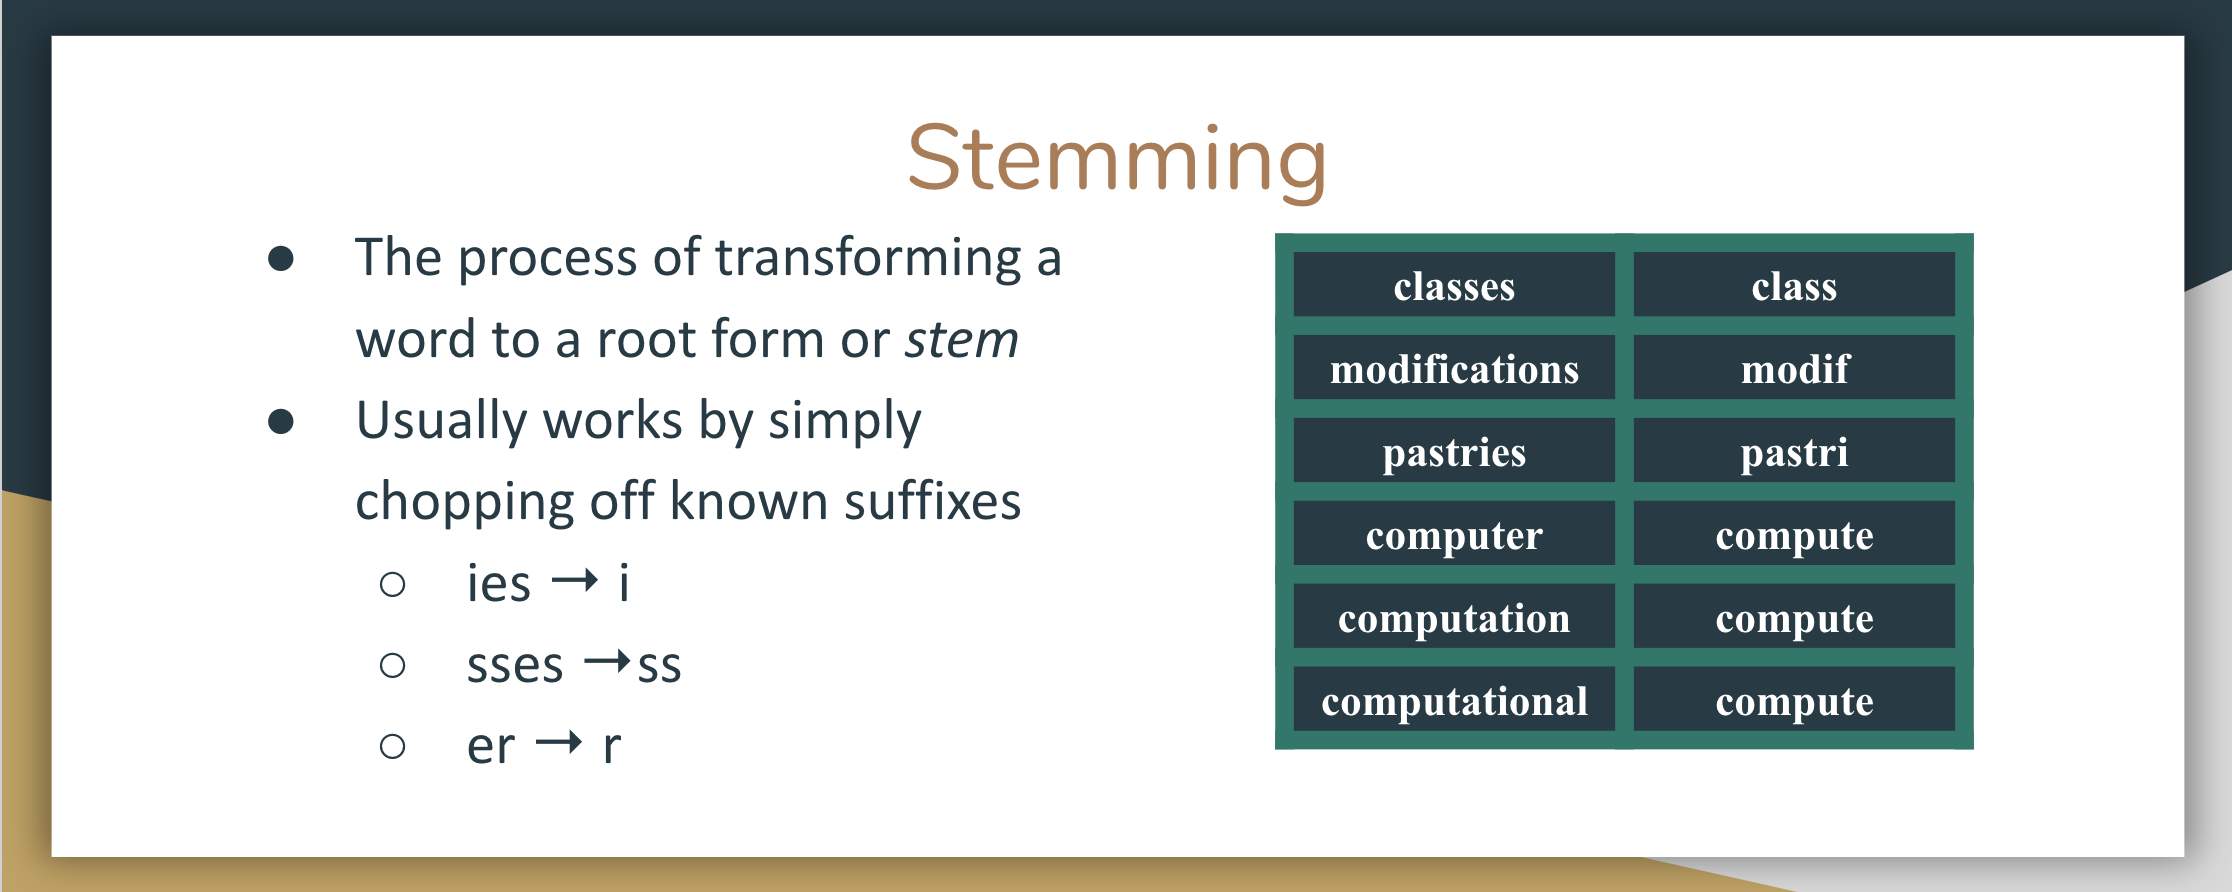 Stemming
● The process of transforming a
word to a root form or stem
● Usually works by simply
chopping off known suffixes
○ ies → i
○ sses →ss
○ er → r
classes class
modifications modif
pastries pastri
computer compute
computation compute
computational compute